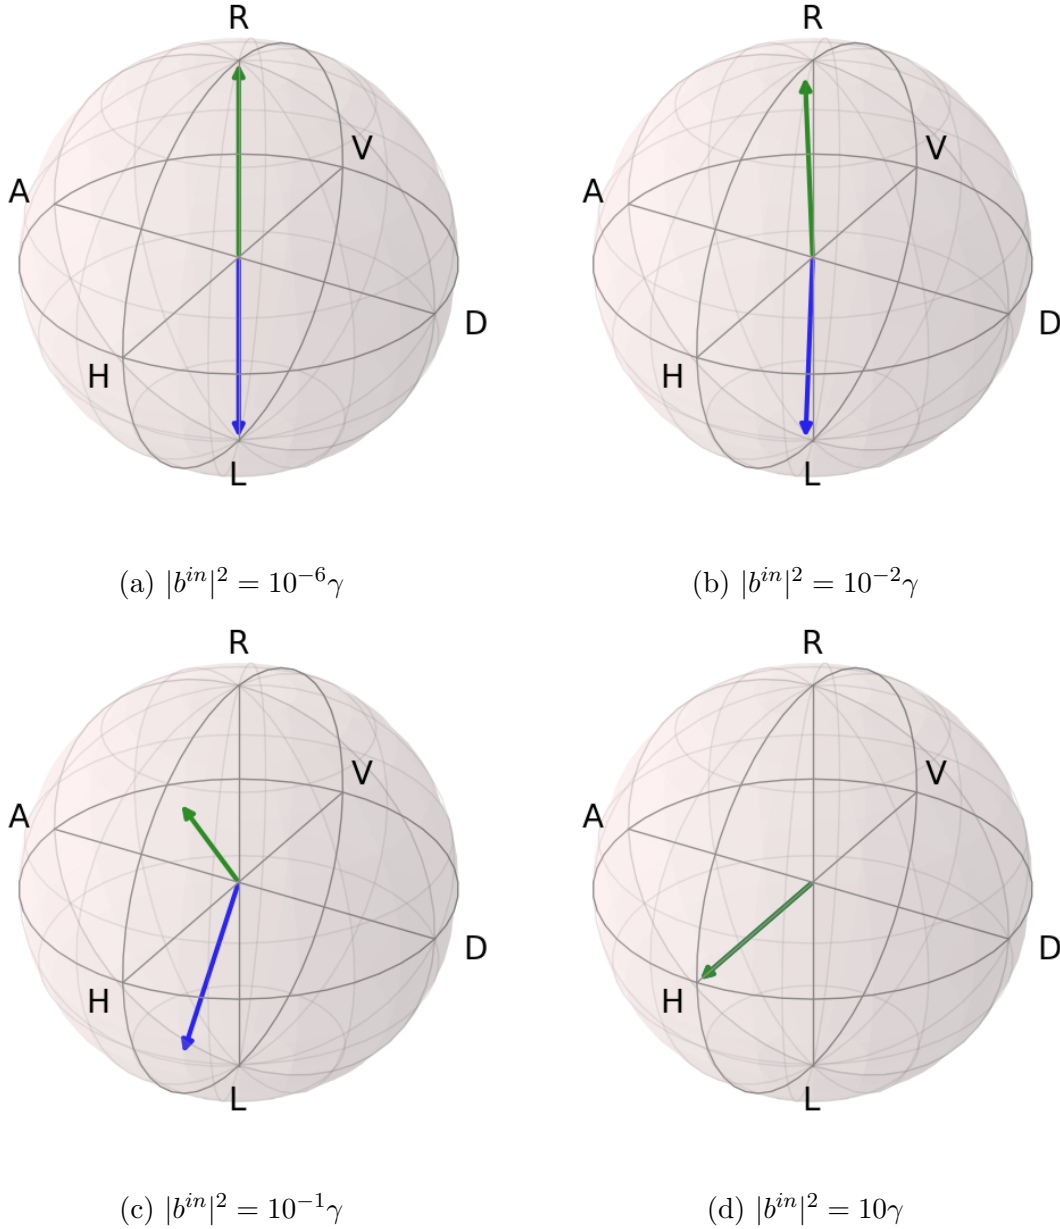 R R
V V
A A
D D
H H
L L
(a) |b^{in}|^2 = 10^{-6}γ (b) |b^{in}|^2 = 10^{-2}γ
R R
V V
A A
D D
H H
L L
(c) |b^{in}|^2 = 10^{-1}γ (d) |b^{in}|^2 = 10γ